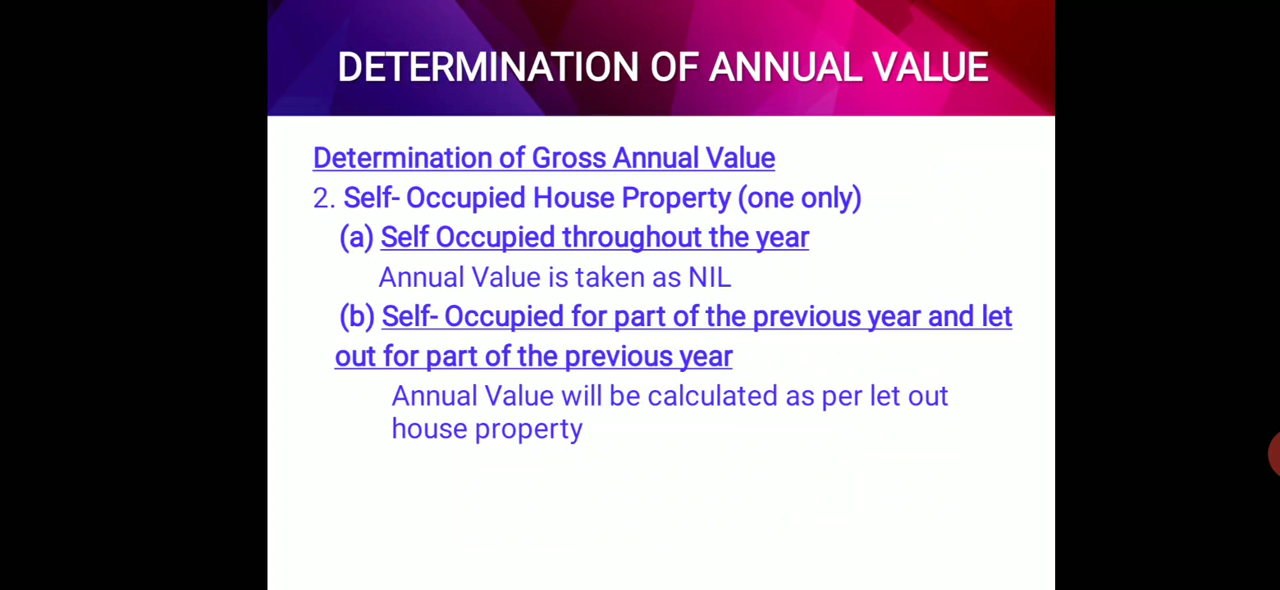 DETERMINATION OF ANNUAL VALUE
Determination of Gross Annual Value
2. Self- Occupied House Property (one only)
(a) Self Occupied throughout the year
Annual Value is taken as NIL
(b) Self- Occupied for part of the previous year and let
out for part of the previous year
Annual Value will be calculated as per let out
house property